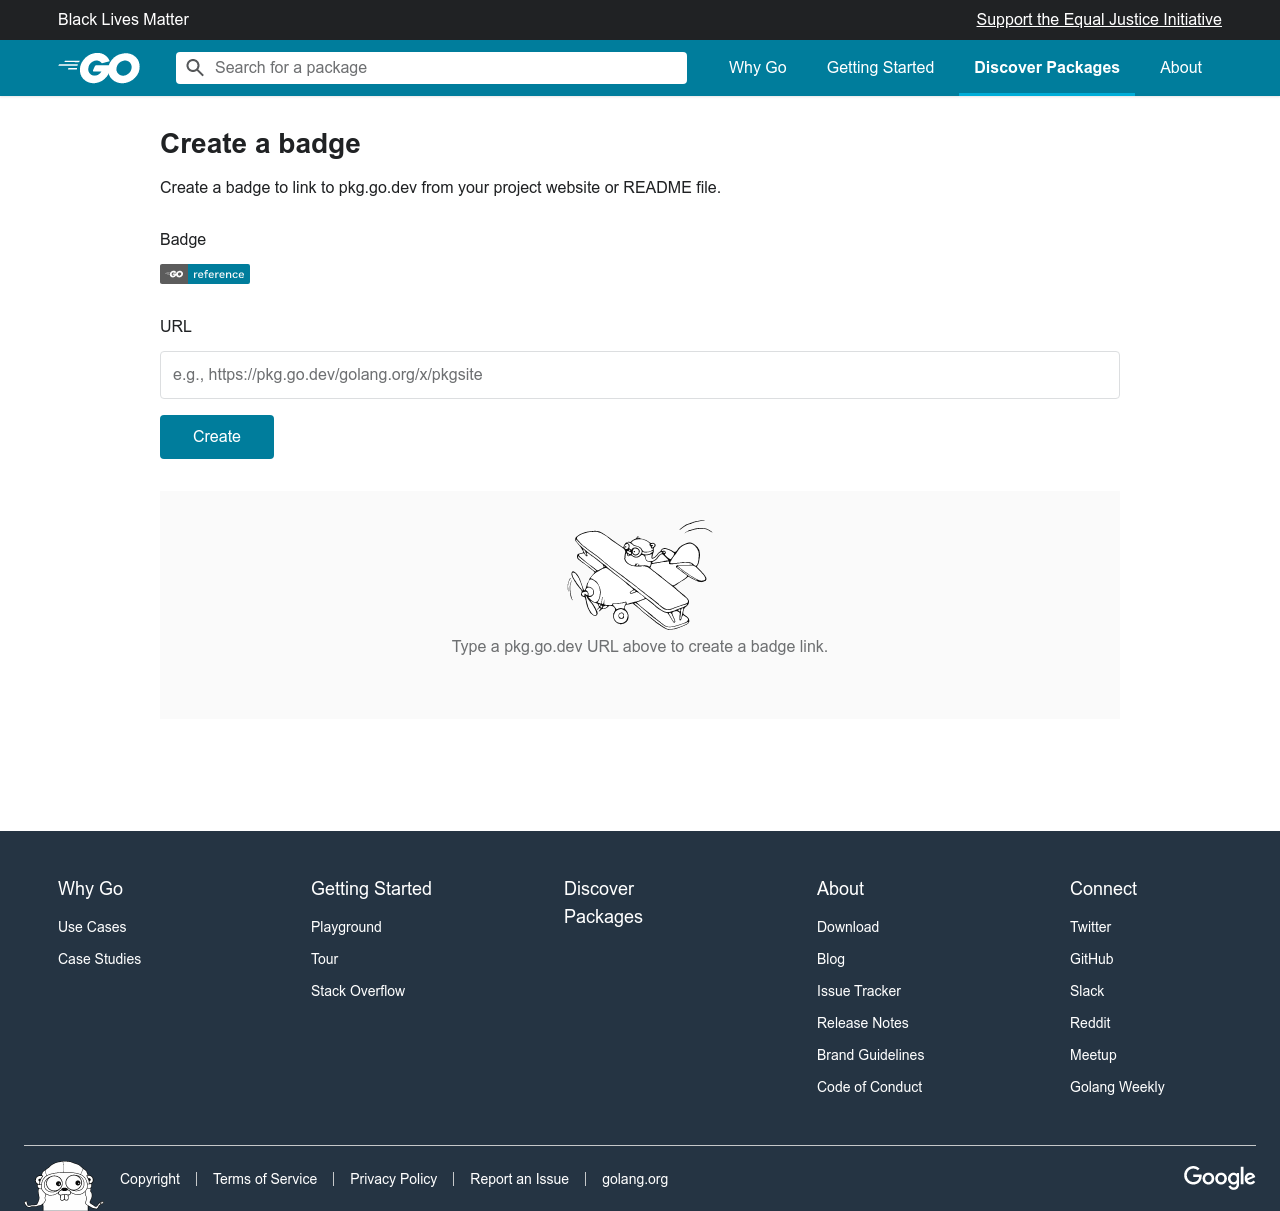 Black Lives Matter
Support the Equal Justice Initiative
GO
Search for a package
Why Go
Getting Started
Discover Packages
About
Create a badge
Create a badge to link to pkg.go.dev from your project website or README file.
Badge
GO reference
URL
e.g., https://pkg.go.dev/golang.org/x/pkgsite
Create
Type a pkg.go.dev URL above to create a badge link.
Why Go
Use Cases
Case Studies
Getting Started
Playground
Tour
Stack Overflow
Discover
Packages
About
Download
Blog
Issue Tracker
Release Notes
Brand Guidelines
Code of Conduct
Connect
Twitter
GitHub
Slack
Reddit
Meetup
Golang Weekly
Copyright
Terms of Service
Privacy Policy
Report an Issue
golang.org
Google